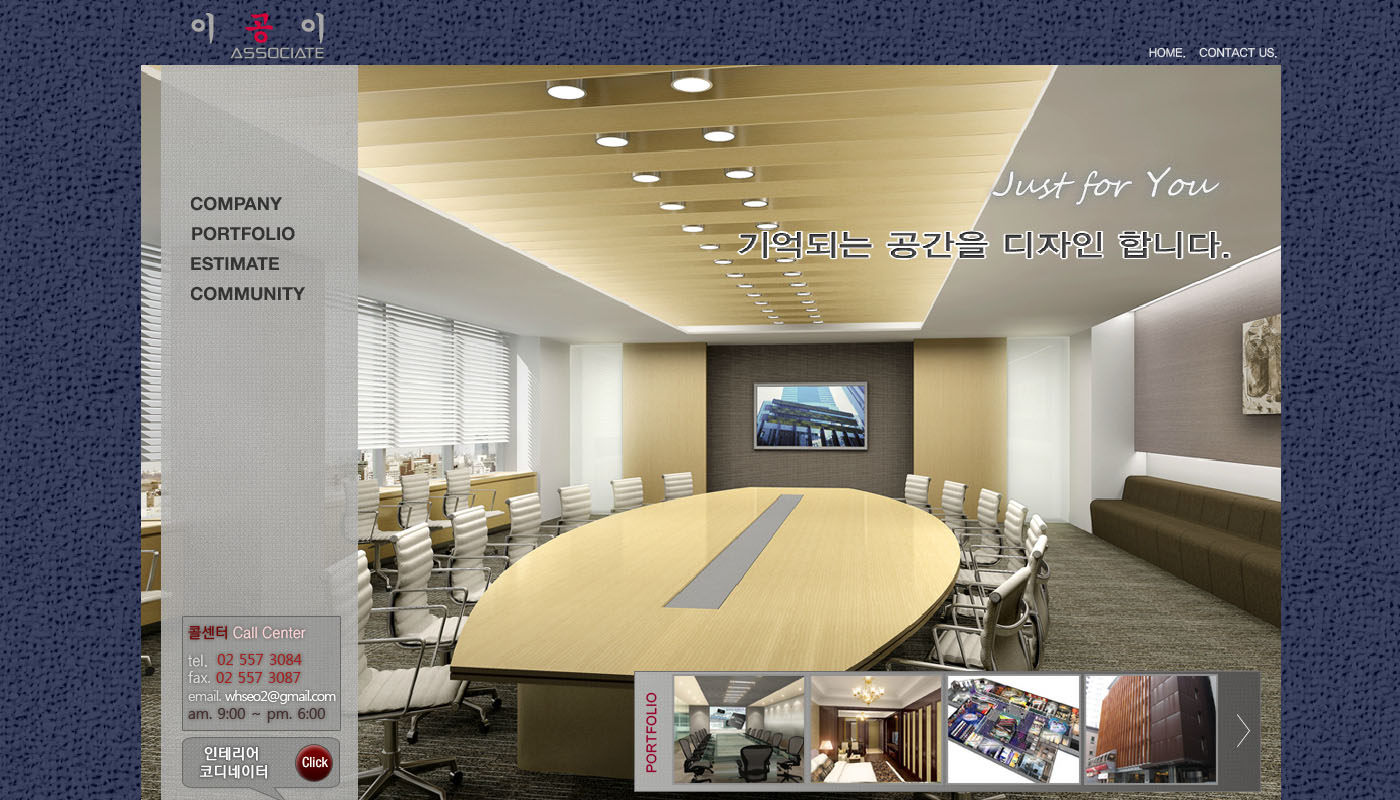 이 공 이
ASSOCIATE
HOME. CONTACT US.
COMPANY
PORTFOLIO
ESTIMATE
COMMUNITY
Just for You
기억되는 공간을 디자인 합니다.
콜센터 Call Center
tel. 02 557 3084
fax. 02 557 3087
email. whseo2@gmail.com
am. 9:00 ~ pm. 6:00
인테리어
코디네이터
Click
PORTFOLIO